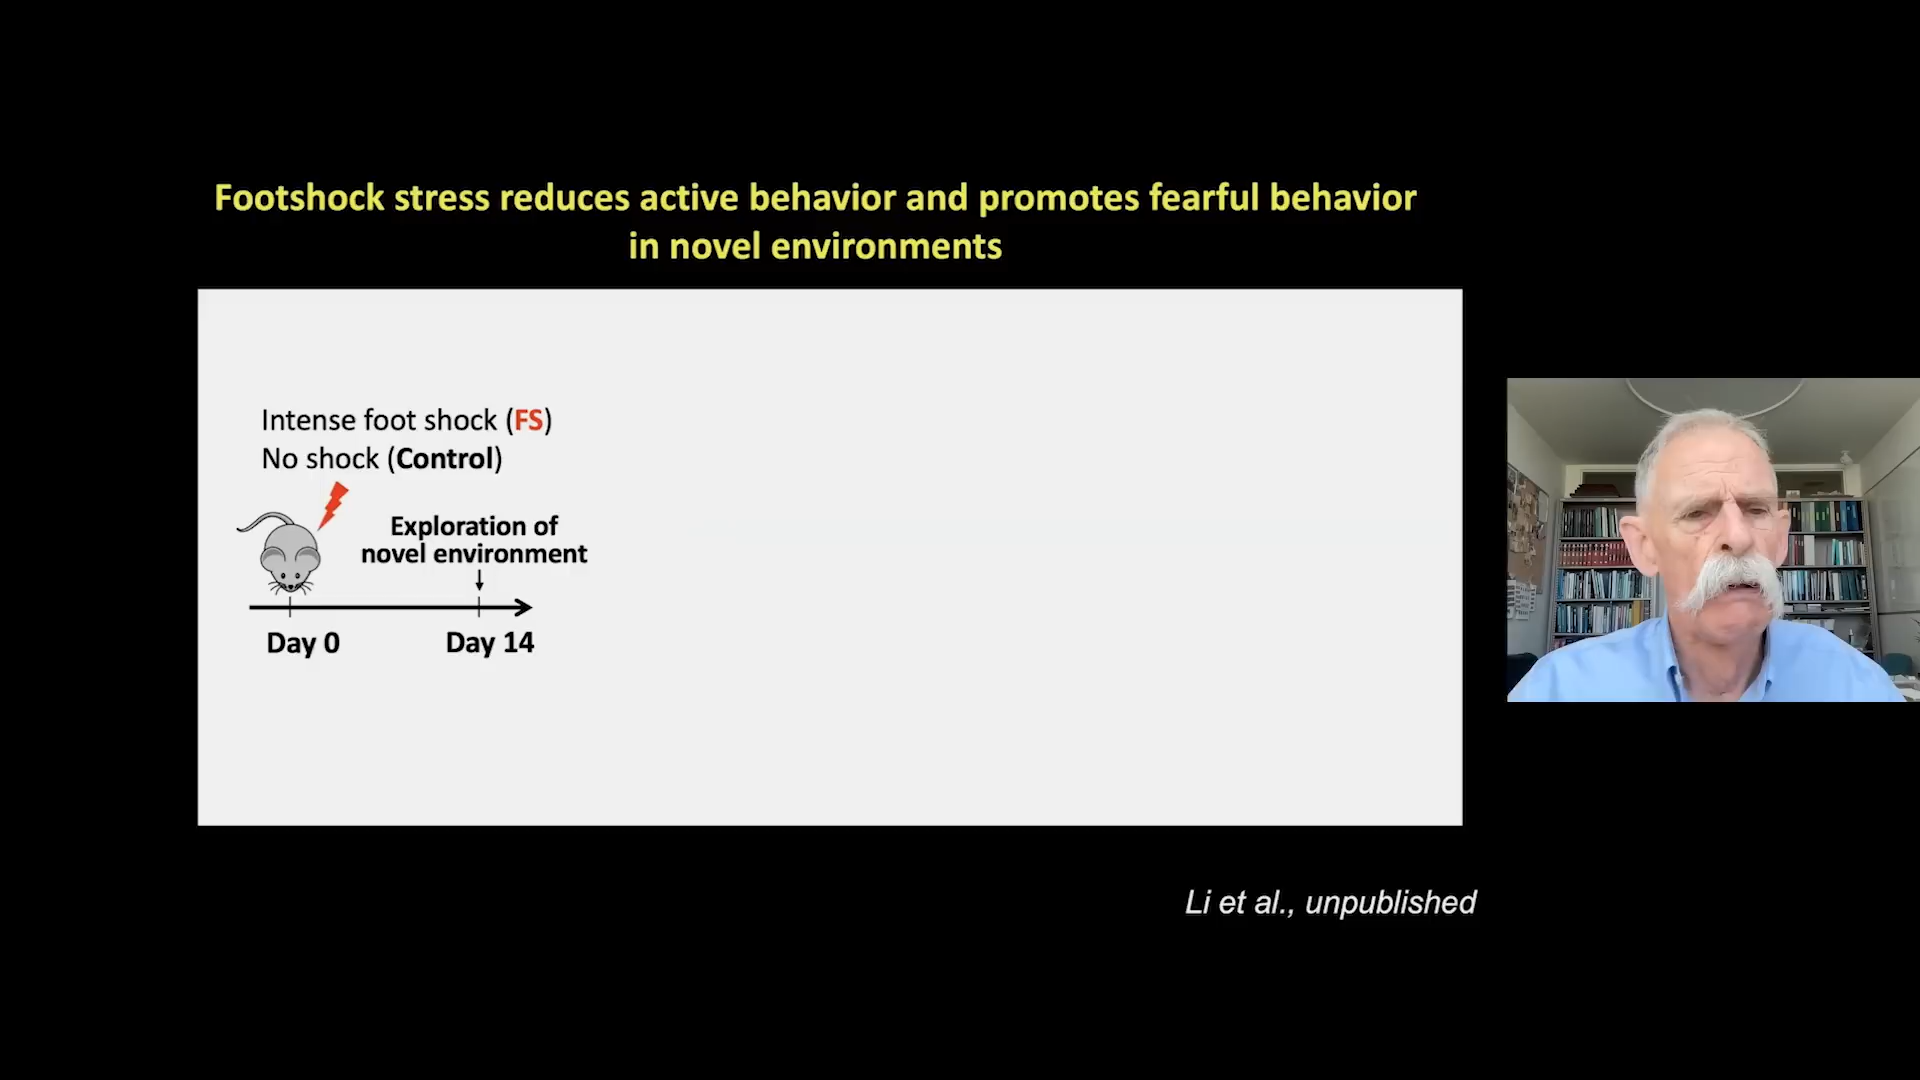 Footshock stress reduces active behavior and promotes fearful behavior
in novel environments
Intense foot shock (FS)
No shock (Control)
Exploration of
novel environment
Day 0
Day 14
Li et al., unpublished